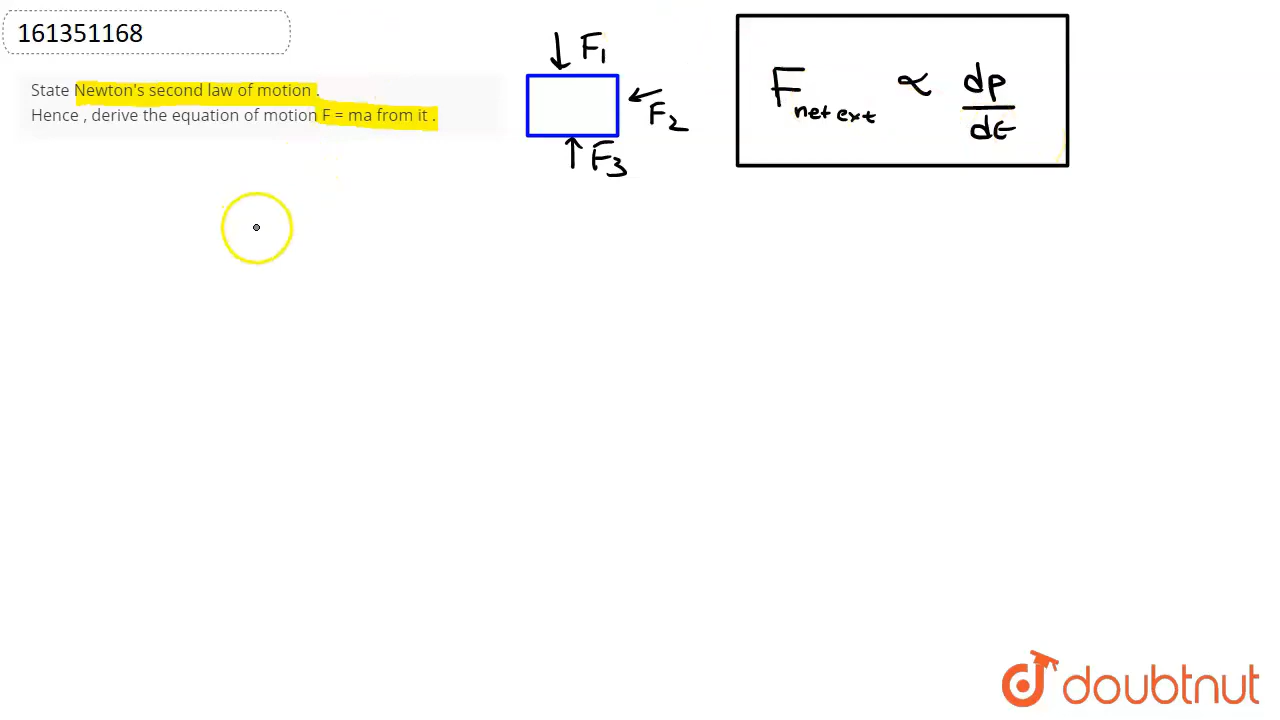 161351168
State Newton's second law of motion .
Hence , derive the equation of motion F = ma from it .
F1
F2
F3
F net ext ∝ dp
dt
doubtnut